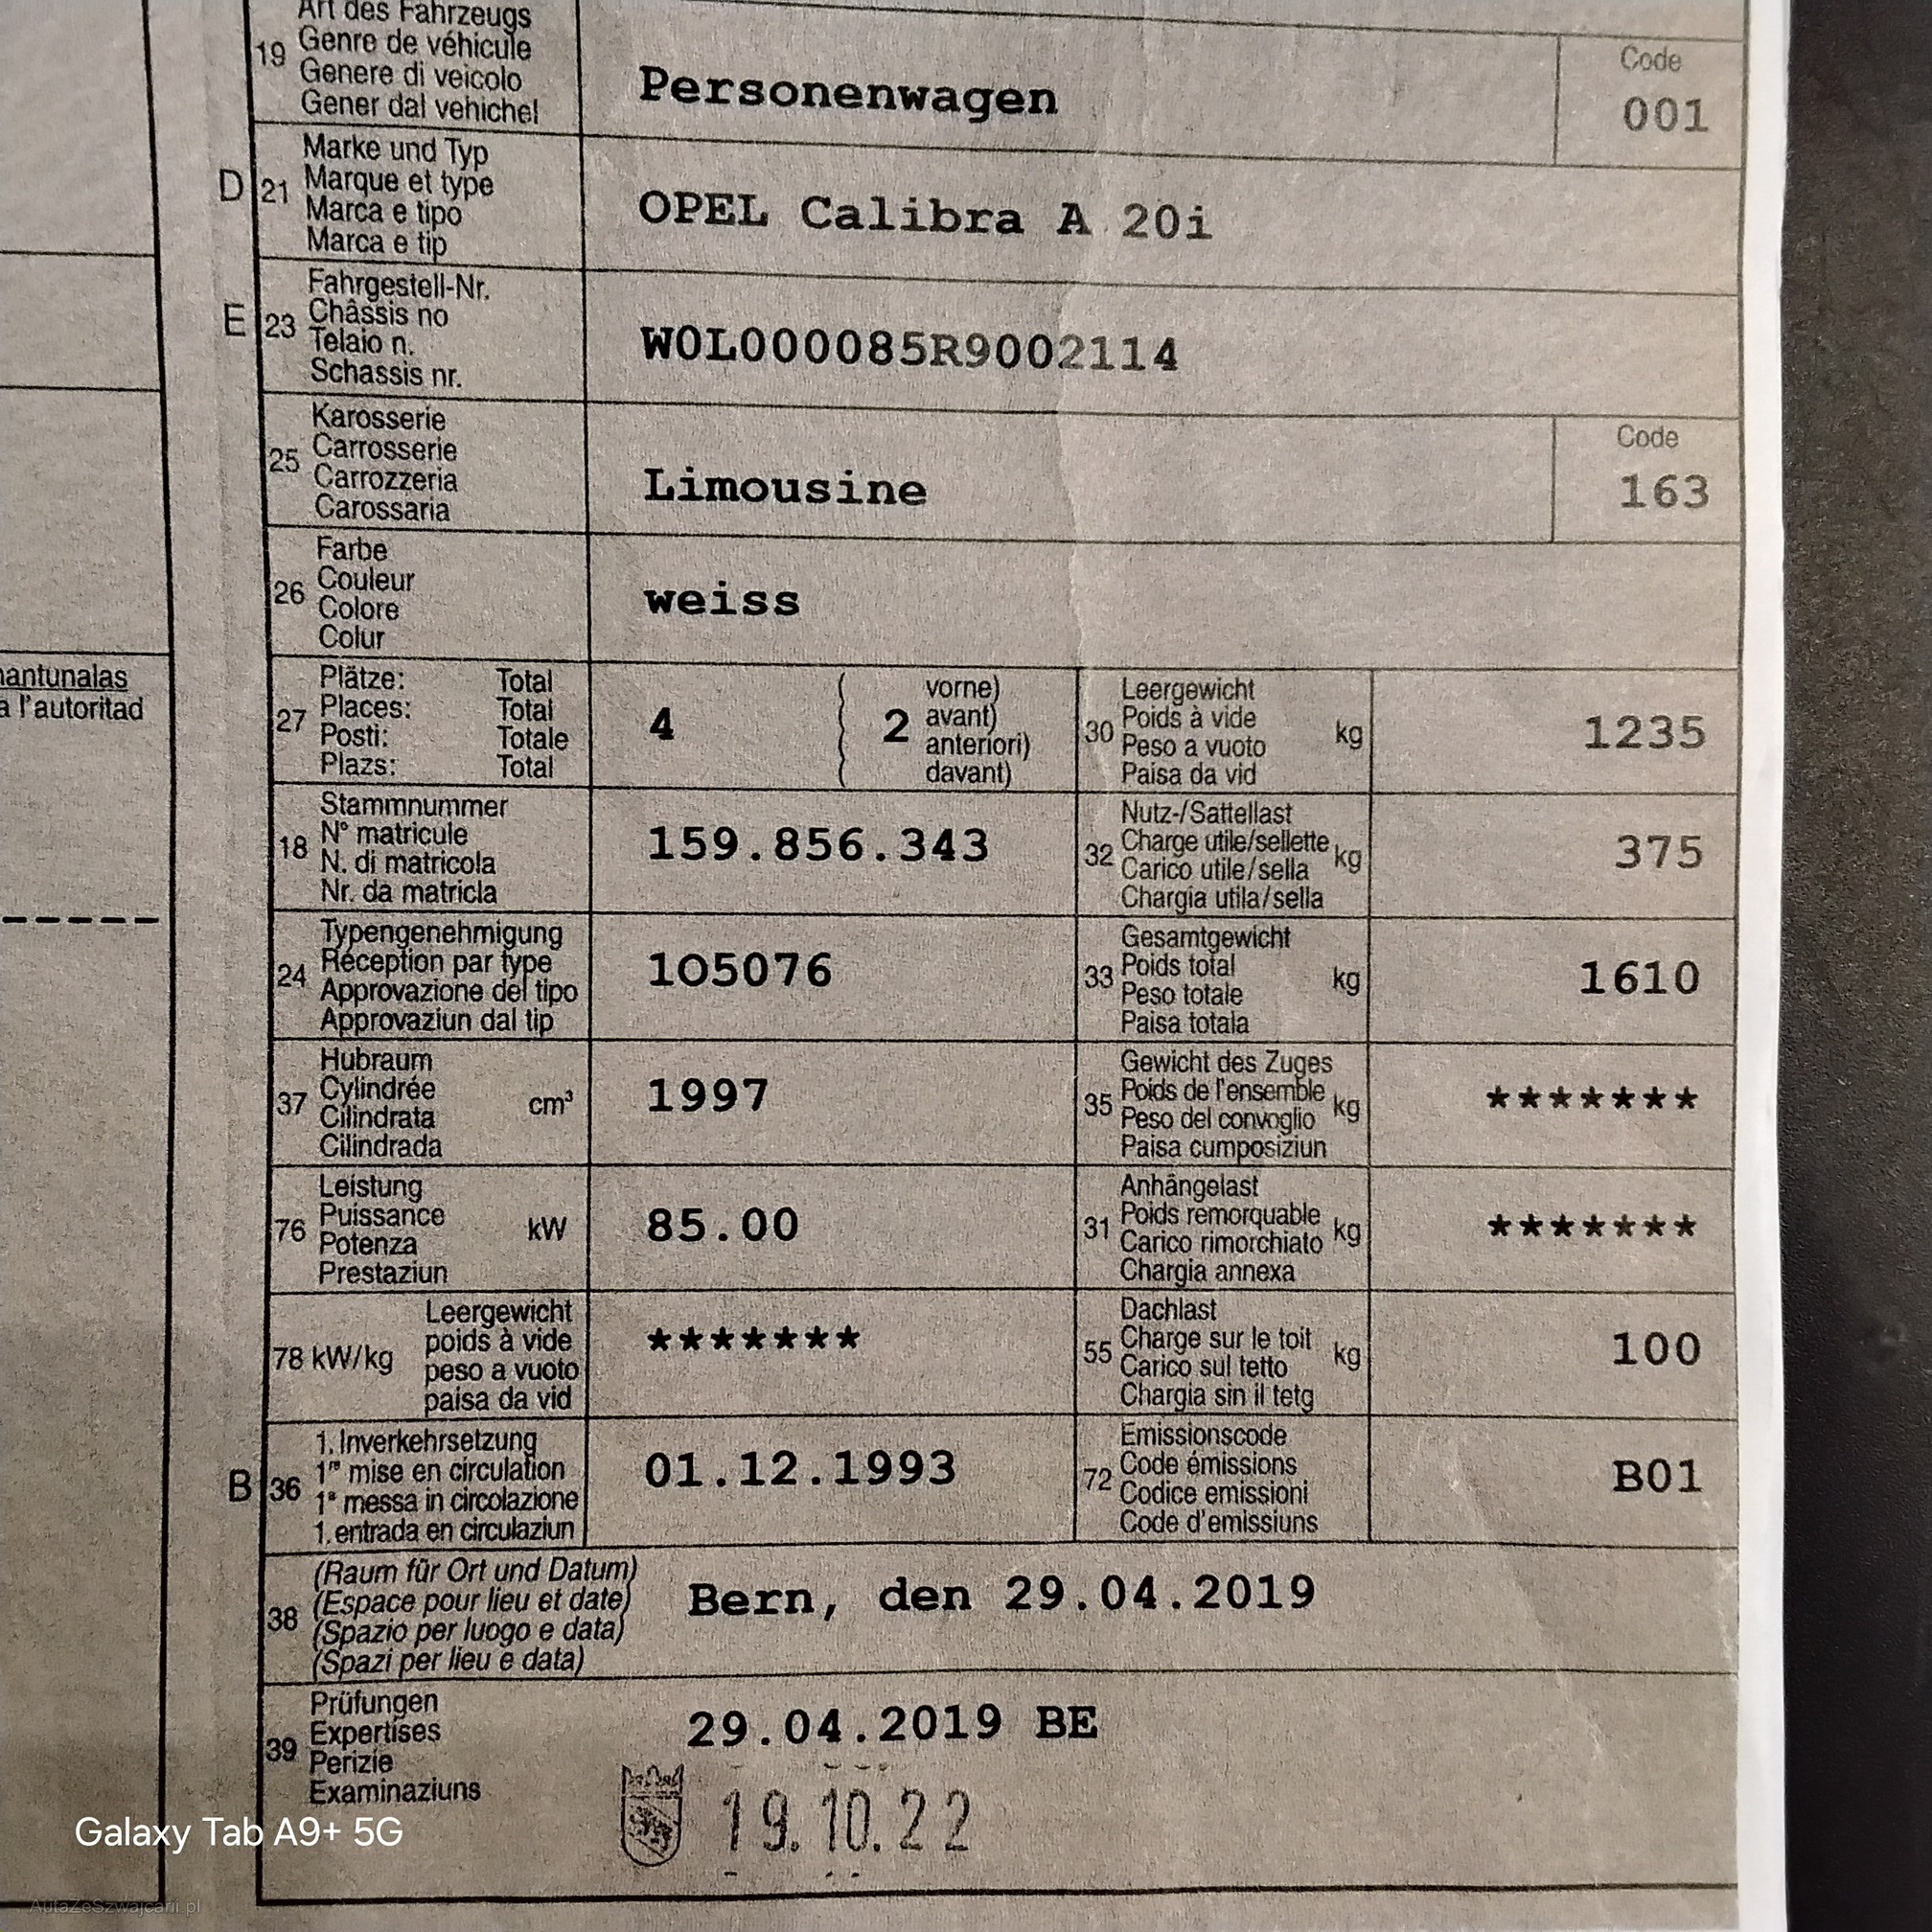 Art des Fahrzeugs
19 Genre de véhicule
Genere di veicolo
Gener dal vehichel
Personenwagen
Code
001
D 21 Marke und Typ
Marque et type
Marca e tipo
Marca e tip
OPEL Calibra A 20i
E 23 Fahrgestell-Nr.
Châssis no
Telaio n.
Schassis nr.
W0L000085R9002114
25 Karosserie
Carrosserie
Carrozzeria
Carossaria
Limousine
Code
163
26 Farbe
Couleur
Colore
Colur
weiss
antunalas
a l'autoritad
27 Plätze: Total
Places: Total
Posti: Totale
Plazs: Total
4 ( 2 vorne)
( avant)
( anteriori)
( davant)
30 Leergewicht
Poids à vide
Peso a vuoto
Paisa da vid
kg
1235
18 Stammnummer
N° matricule
N. di matricola
Nr. da matricla
159.856.343
32 Nutz-/Sattellast
Charge utile/sellette
Carico utile/sella
Chargia utila/sella
kg
375
24 Typengenehmigung
Réception par type
Approvazione del tipo
Approvaziun dal tip
1O5076
33 Gesamtgewicht
Poids total
Peso totale
Paisa totala
kg
1610
37 Hubraum
Cylindrée
Cilindrata
Cilindrada
cm³
1997
35 Gewicht des Zuges
Poids de l'ensemble
Peso del convoglio
Paisa cumposiziun
kg
*******
76 Leistung
Puissance
Potenza
Prestaziun
kW
85.00
31 Anhängelast
Poids remorquable
Carico rimorchiato
Chargia annexa
kg
*******
78 kW/kg
Leergewicht
poids à vide
peso a vuoto
paisa da vid
*******
55 Dachlast
Charge sur le toit
Carico sul tetto
Chargia sin il tetg
kg
100
B 36 1. Inverkehrsetzung
1re mise en circulation
1a messa in circolazione
1. entrada en circulaziun
01.12.1993
72 Emissionscode
Code émissions
Codice emissioni
Code d'emissiuns
B01
38 (Raum für Ort und Datum)
(Espace pour lieu et date)
(Spazio per luogo e data)
(Spazi per lieu e data)
Bern, den 29.04.2019
39 Prüfungen
Expertises
Perizie
Examinaziuns
29.04.2019 BE
19.10.22
Galaxy Tab A9+ 5G
AutaZeSzwajcarii.pl